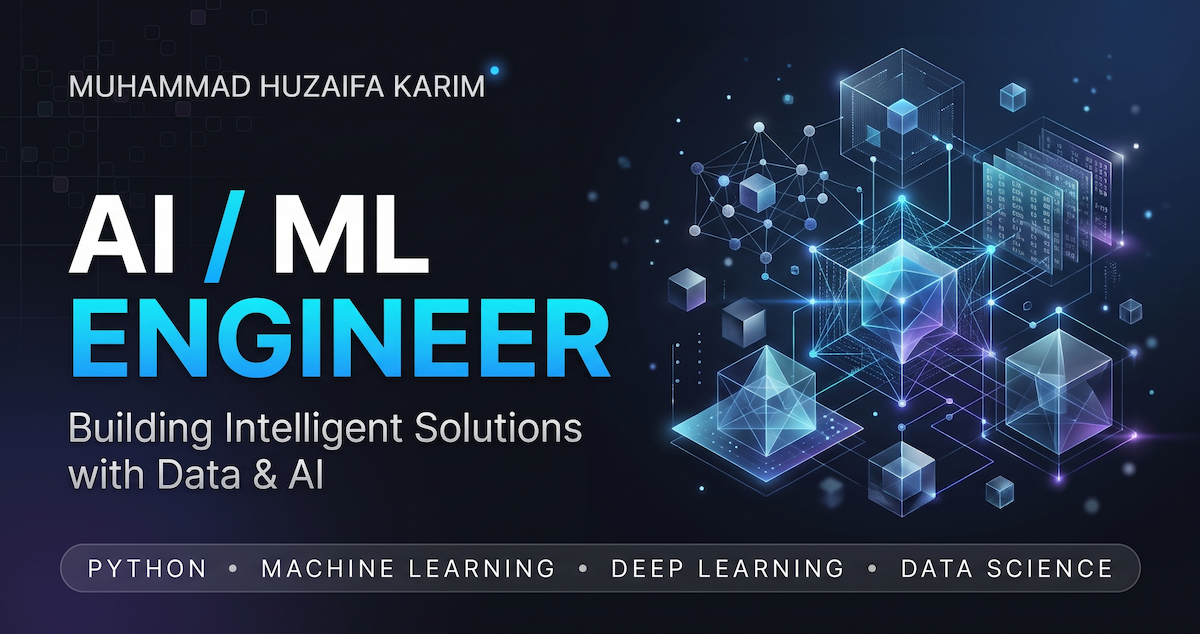 MUHAMMAD HUZAIFA KARIM
AI / ML
ENGINEER
Building Intelligent Solutions
with Data & AI
PYTHON • MACHINE LEARNING • DEEP LEARNING • DATA SCIENCE